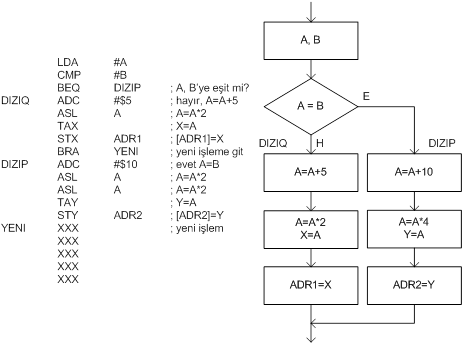 LDA #A
CMP #B
BEQ DIZIP ; A, B'ye eşit mi?
DIZIQ ADC #$5 ; hayır, A=A+5
ASL A ; A=A*2
TAX ; X=A
STX ADR1 ; [ADR1]=X
BRA YENİ ; yeni işleme git
DIZIP ADC #$10 ; evet A=B
ASL A ; A=A*2
ASL A ; A=A*2
TAY ; Y=A
STY ADR2 ; [ADR2]=Y
YENI XXX ; yeni işlem
XXX
XXX
XXX
XXX
A, B
A = B
E
DIZIQ
H
DIZIP
A=A+5
A=A+10
A=A*2
X=A
A=A*4
Y=A
ADR1=X
ADR2=Y